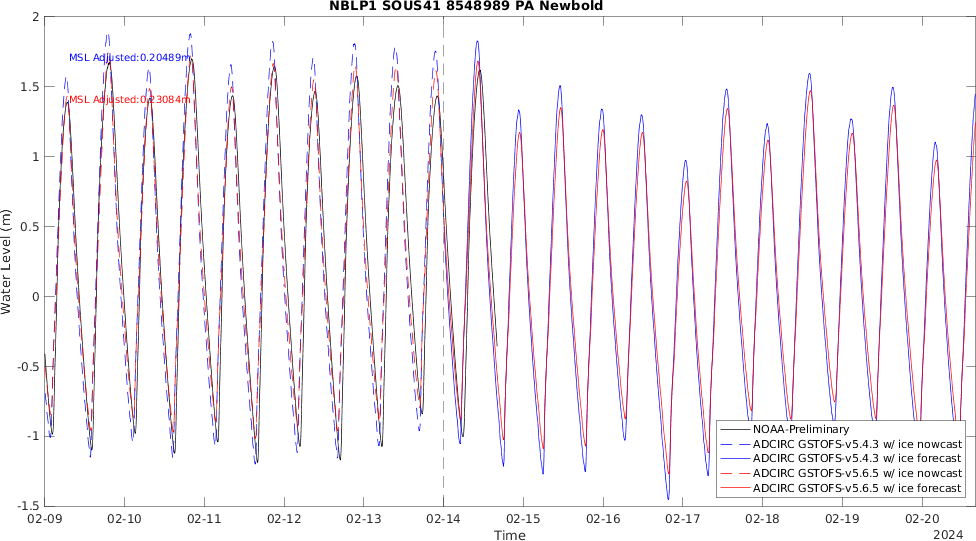 NBLP1 SOUS41 8548989 PA Newbold
Water Level (m)
2
1.5
1
0.5
0
-0.5
-1
-1.5
MSL Adjusted:0.20489m
MSL Adjusted:0.23084m
NOAA-Preliminary
ADCIRC GSTOFS-v5.4.3 w/ ice nowcast
ADCIRC GSTOFS-v5.4.3 w/ ice forecast
ADCIRC GSTOFS-v5.6.5 w/ ice nowcast
ADCIRC GSTOFS-v5.6.5 w/ ice forecast
02-09 02-10 02-11 02-12 02-13 02-14 02-15 02-16 02-17 02-18 02-19 02-20
Time
2024